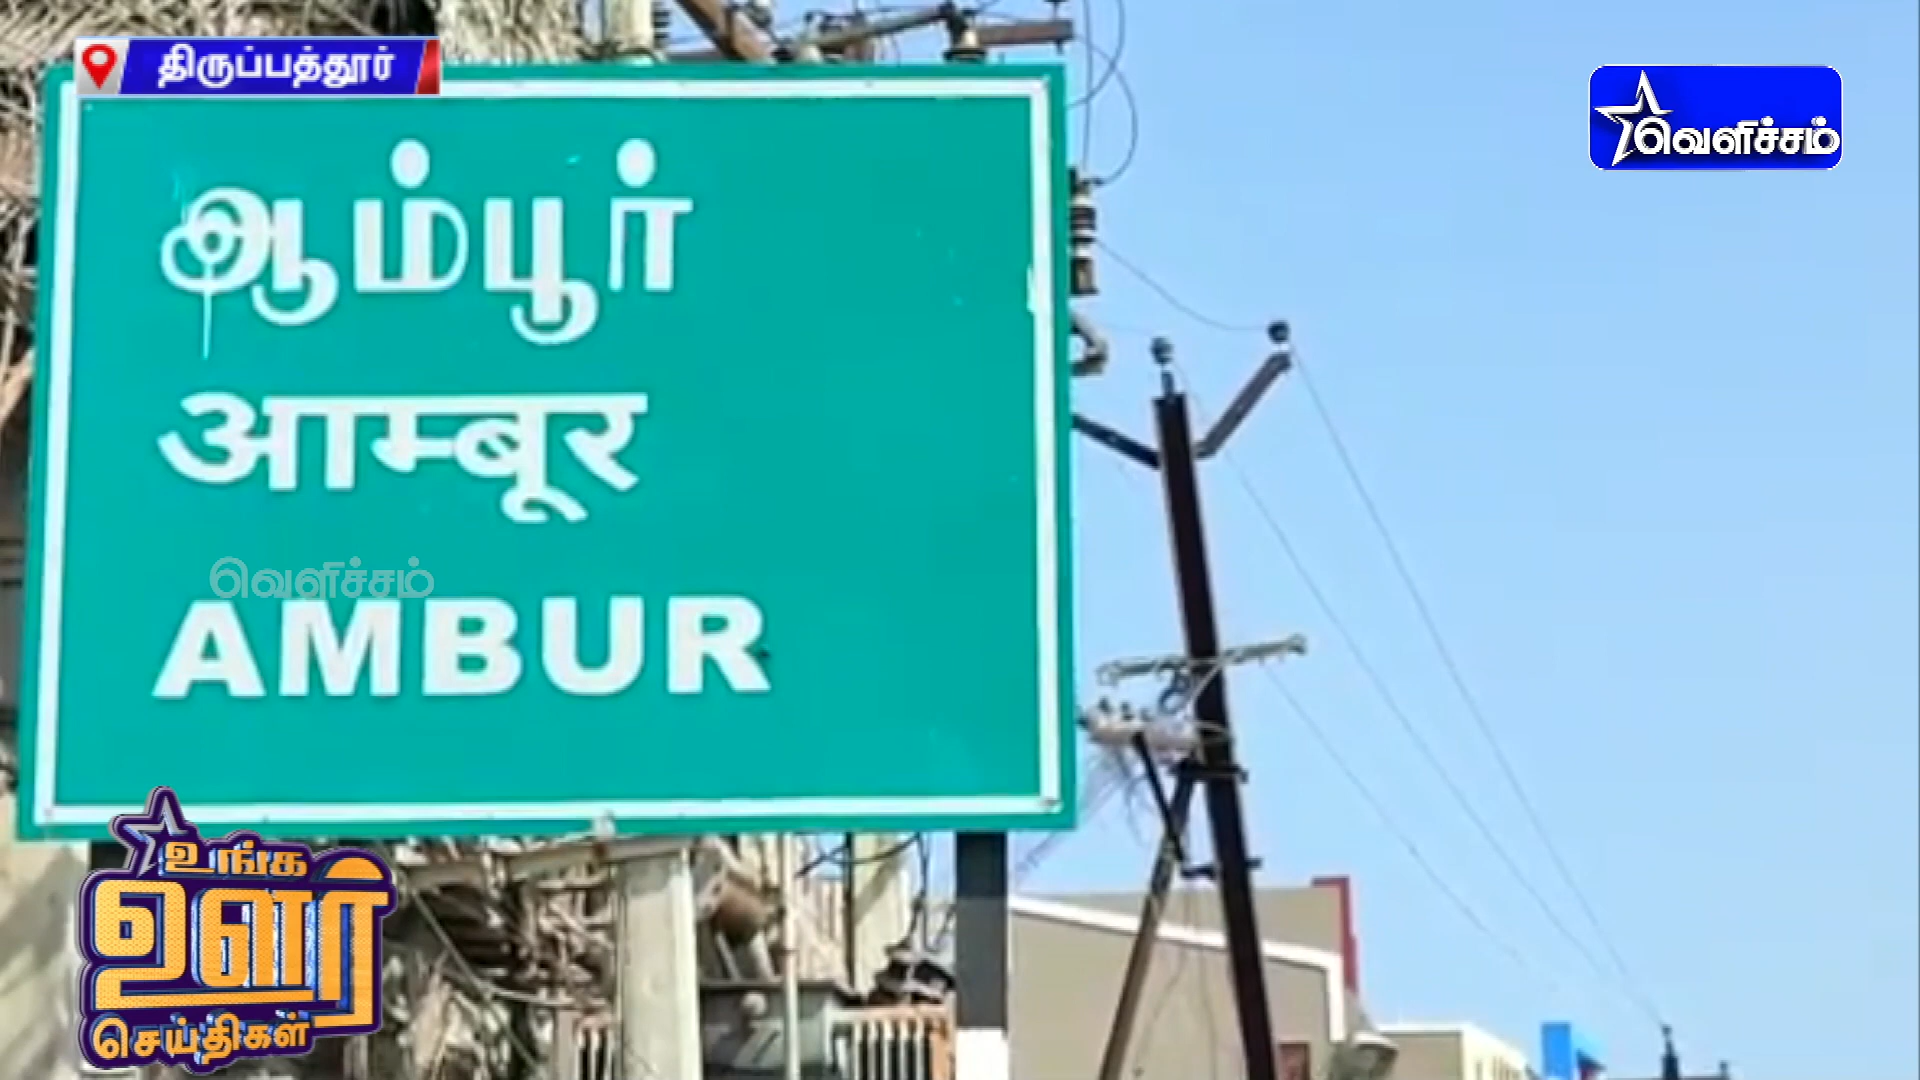 திருப்பத்தூர்
வெளிச்சம்
ஆம்பூர்
आम्बूर
வெளிச்சம்
AMBUR
உங்க
ஊர்
செய்திகள்